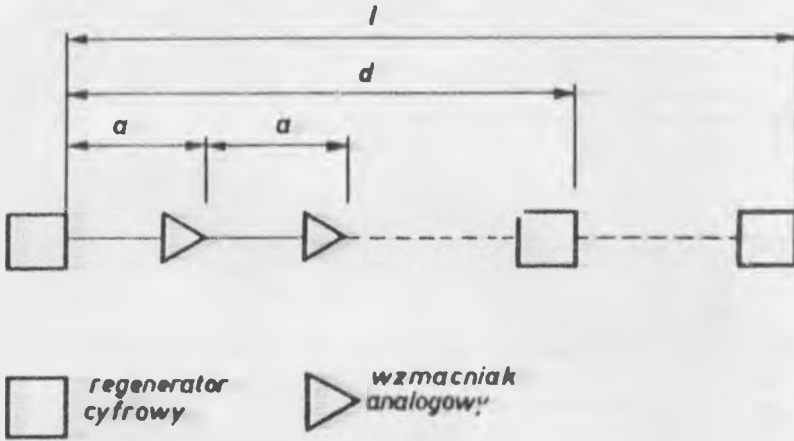 l
d
a a
regenerator
cyfrowy
wzmacniak
analogowy